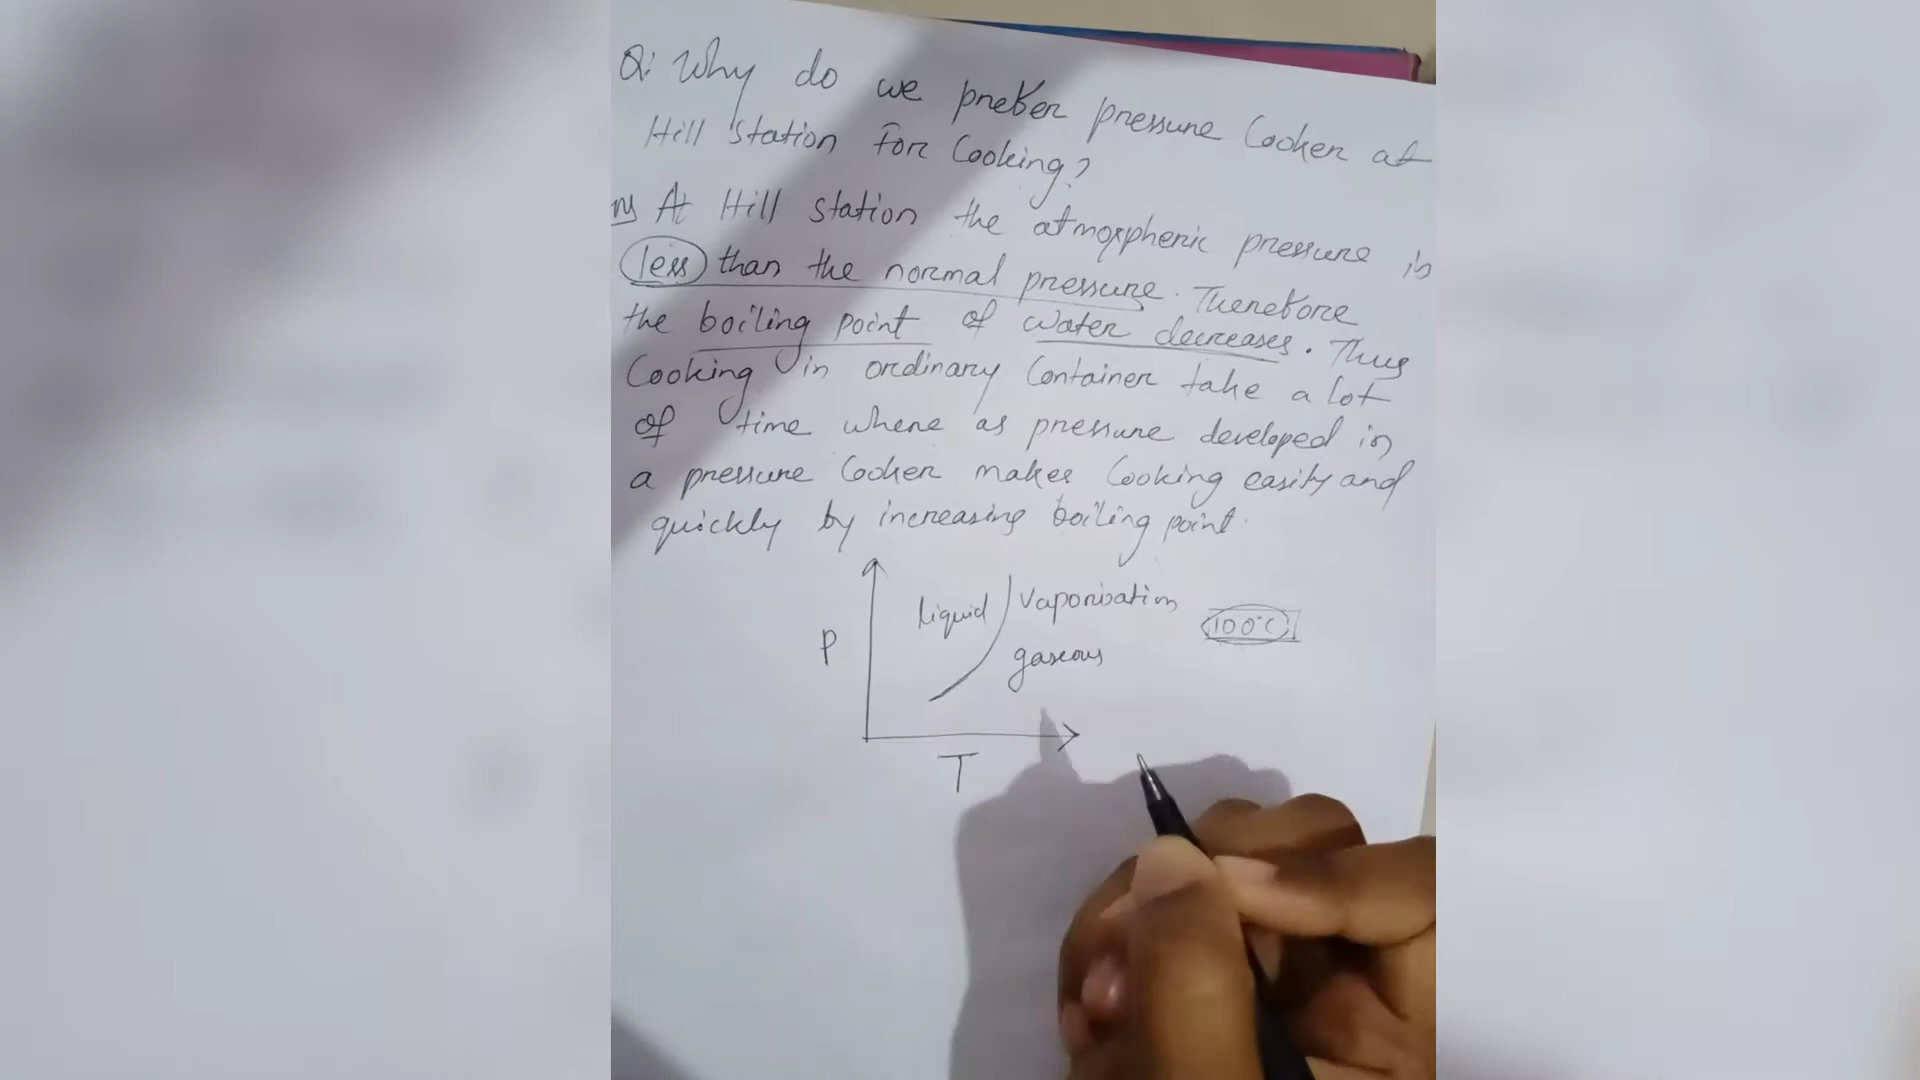 Q: Why do we prefer pressure Cooker at
Hill station for Cooking?
ns At Hill station the atmospheric pressure is
less than the normal pressure. Therefore
the boiling point of water decreases. Thus
Cooking in ordinary Container take a lot
of time where as pressure developed in
a pressure Cooker makes Cooking easity and
quickly by increasing boiling point.
liquid vaporisation
100°C
P
gaseous
T